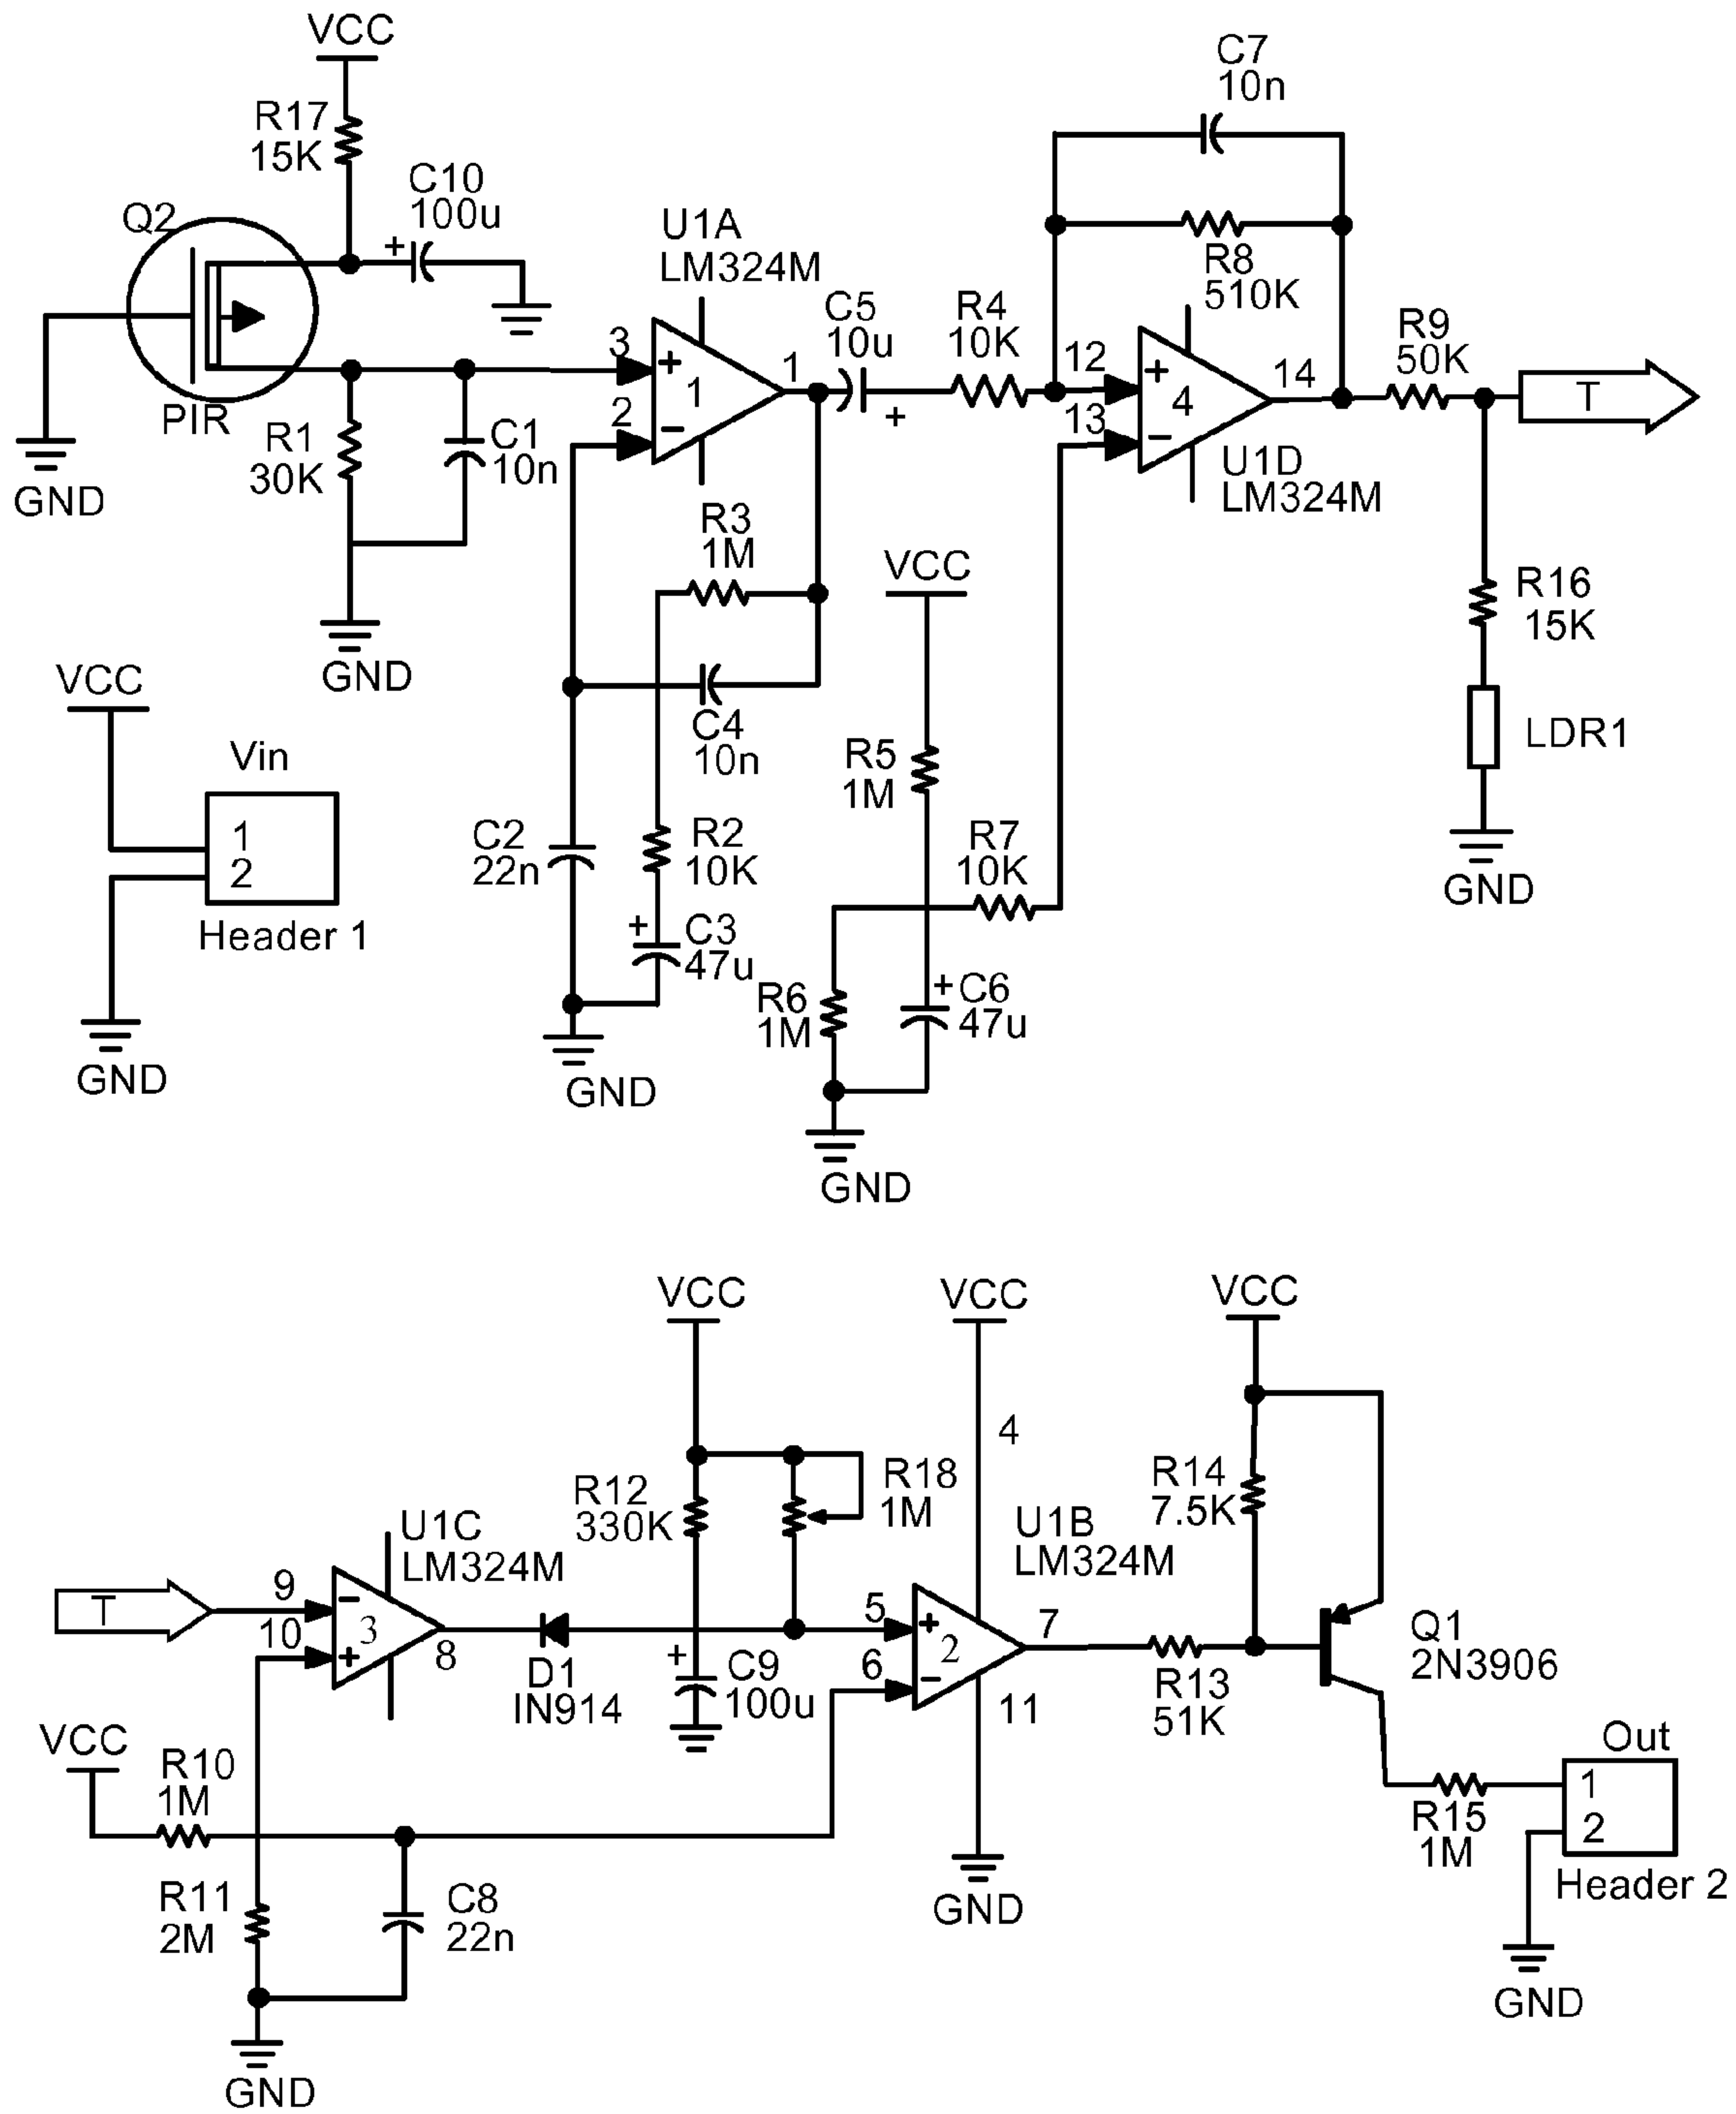 VCC
R17
15K
C10
100u
Q2
+
PIR
GND
R1
30K
C1
10n
GND
U1A
LM324M
3
+
1
1
2
−
C5
10u
+
R4
10K
C7
10n
R8
510K
12
+
4
14
13
−
U1D
LM324M
R9
50K
T
R3
1M
VCC
R16
15K
LDR1
GND
VCC
Vin
1
2
Header 1
GND
C4
10n
C2
22n
R2
10K
+
C3
47u
GND
R5
1M
R7
10K
R6
1M
+
C6
47u
GND
VCC
VCC
VCC
4
R12
330K
R18
1M
R14
7.5K
U1C
LM324M
U1B
LM324M
T
9
−
10
3
+
8
D1
IN914
+
C9
100u
5
+
2
6
−
7
11
R13
51K
Q1
2N3906
VCC
R10
1M
R11
2M
C8
22n
GND
GND
Out
1
2
R15
1M
Header 2
GND